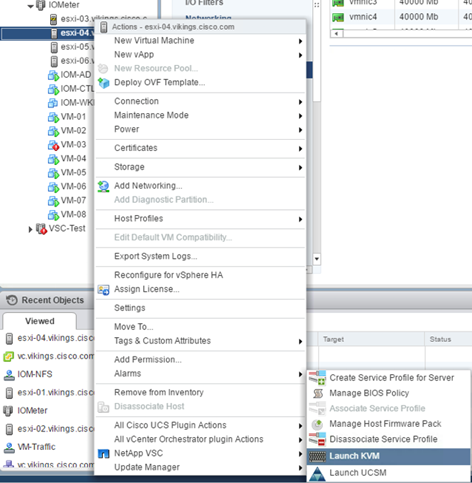 IOMeter
esxi-03.vikings.cisco.c
esxi-04.
esxi-05.v
esxi-06.v
IOM-AD
IOM-CTL
IOM-WK
VM-01
VM-02
VM-03
VM-04
VM-05
VM-06
VM-07
VM-08
VSC-Test
I/O Filters
Networking
vmnic3 40000 Mb
vmnic4 40000 Mb
Actions - esxi-04.vikings.cisco.com
New Virtual Machine
New vApp
New Resource Pool...
Deploy OVF Template...
Connection
Maintenance Mode
Power
Certificates
Storage
Add Networking...
Add Diagnostic Partition...
Host Profiles
Edit Default VM Compatibility...
Export System Logs...
Reconfigure for vSphere HA
Assign License...
Settings
Move To...
Tags & Custom Attributes
Add Permission...
Alarms
Remove from Inventory
Disassociate Host
All Cisco UCS Plugin Actions
All vCenter Orchestrator plugin Actions
NetApp VSC
Update Manager
Create Service Profile for Server
Manage BIOS Policy
Associate Service Profile
Manage Host Firmware Pack
Disassociate Service Profile
Launch KVM
Launch UCSM
Recent Objects
Viewed
esxi-04.vikings.cisc
vc.vikings.cisco.com
IOM-NFS
esxi-01.vikings.cisc
IOMeter
esxi-02.vikings.cisc
VM-Traffic
vc.vikings.cisco.com
Target Status